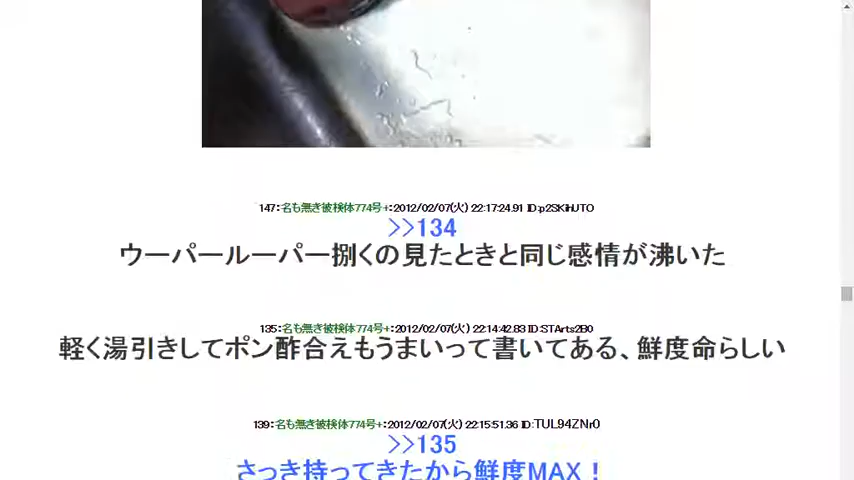 147:名も無き被検体774号+:2012/02/07(火) 22:17:24.91 ID:p2SKihUTO
>>134
ウーパールーパー捌くの見たときと同じ感情が沸いた
135:名も無き被検体774号+:2012/02/07(火) 22:14:42.83 ID:STArts2B0
軽く湯引きしてポン酢合えもうまいって書いてある、鮮度命らしい
139:名も無き被検体774号+:2012/02/07(火) 22:15:51.36 ID:TUL94ZNr0
>>135
さっき持ってきたから鮮度MAX!